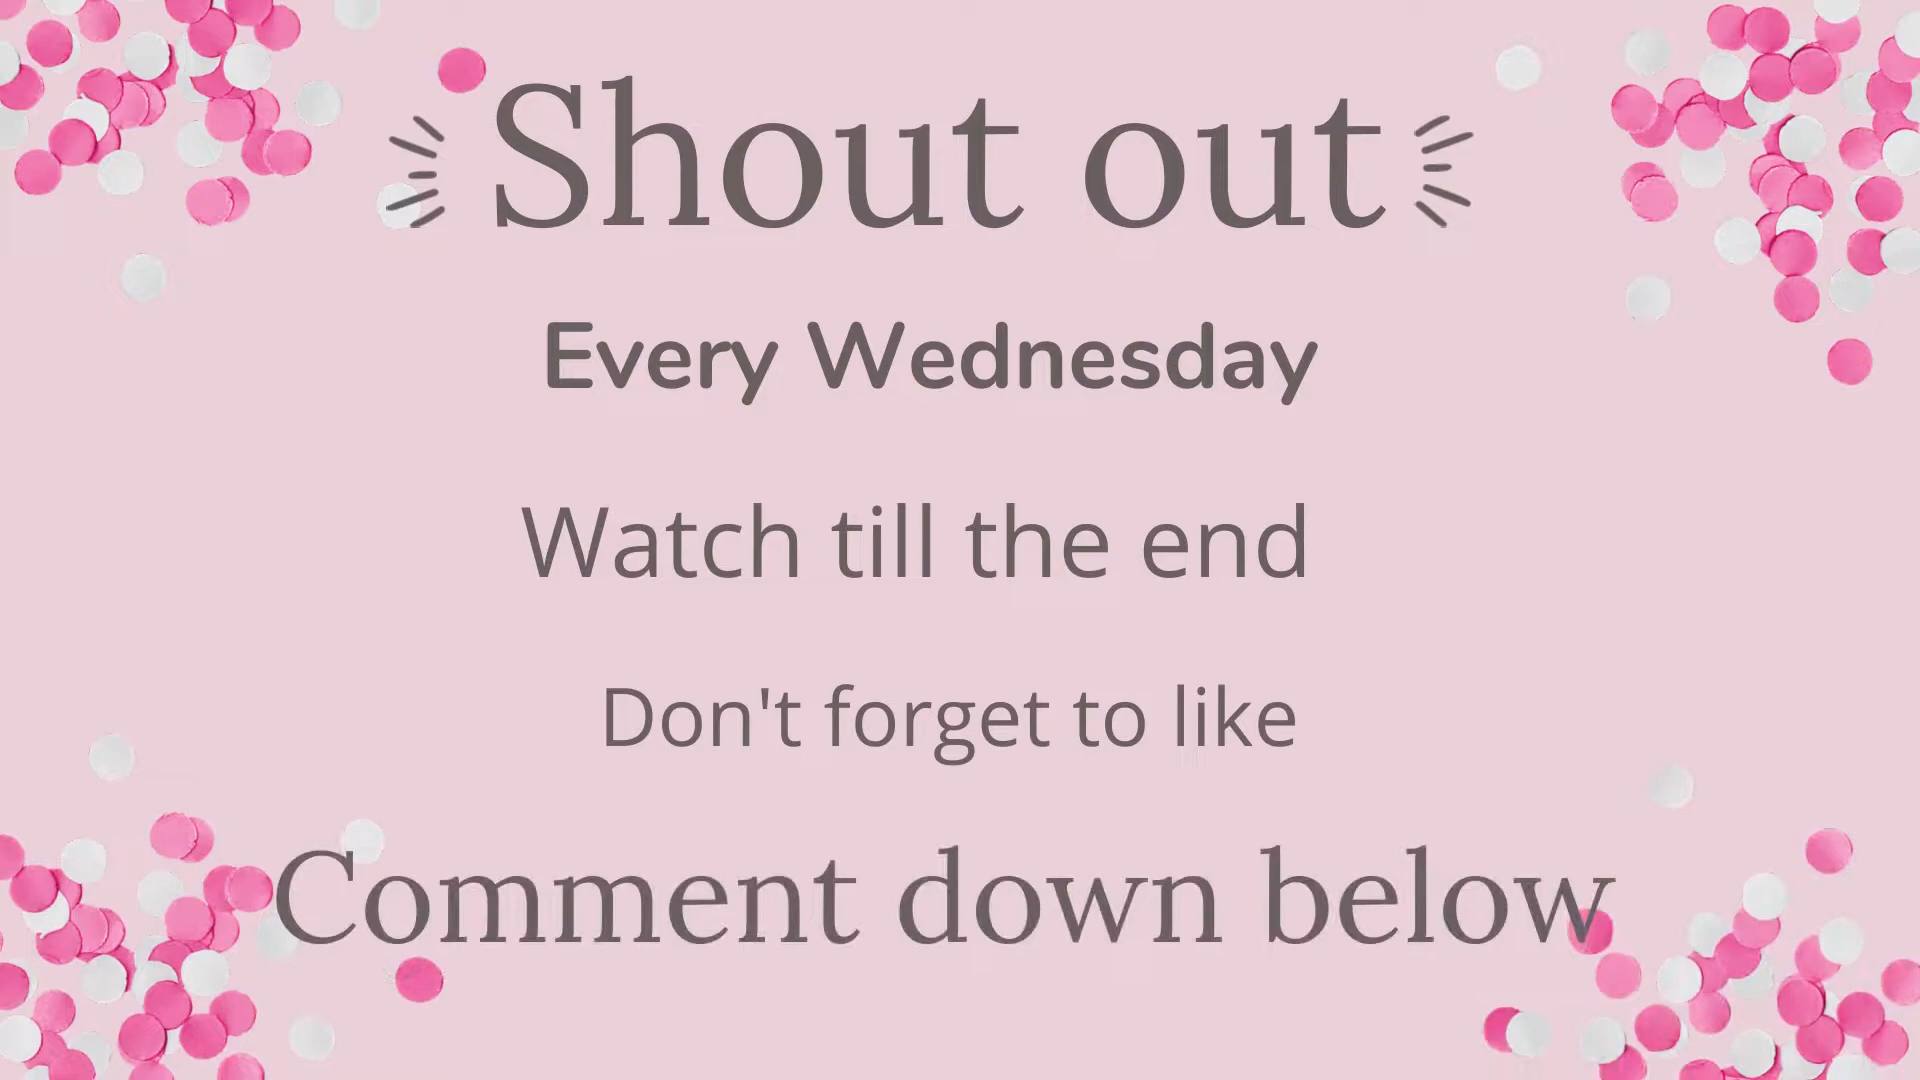 Shout out
Every Wednesday
Watch till the end
Don't forget to like
Comment down below